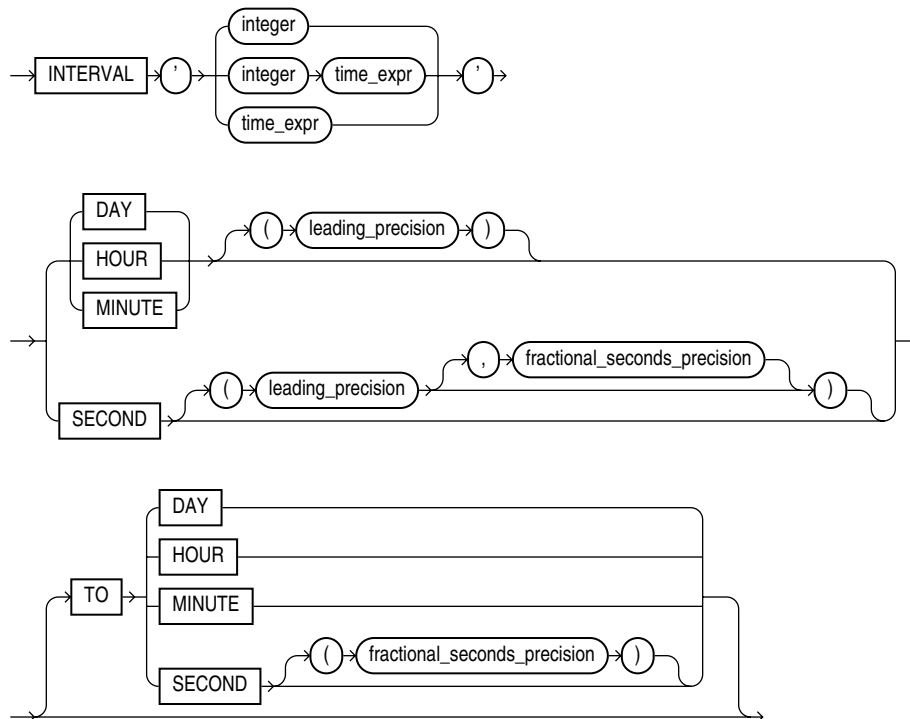 integer
INTERVAL ' integer time_expr '
time_expr
DAY
( leading_precision )
HOUR
MINUTE
, fractional_seconds_precision
( leading_precision )
SECOND
DAY
HOUR
TO MINUTE
( fractional_seconds_precision )
SECOND